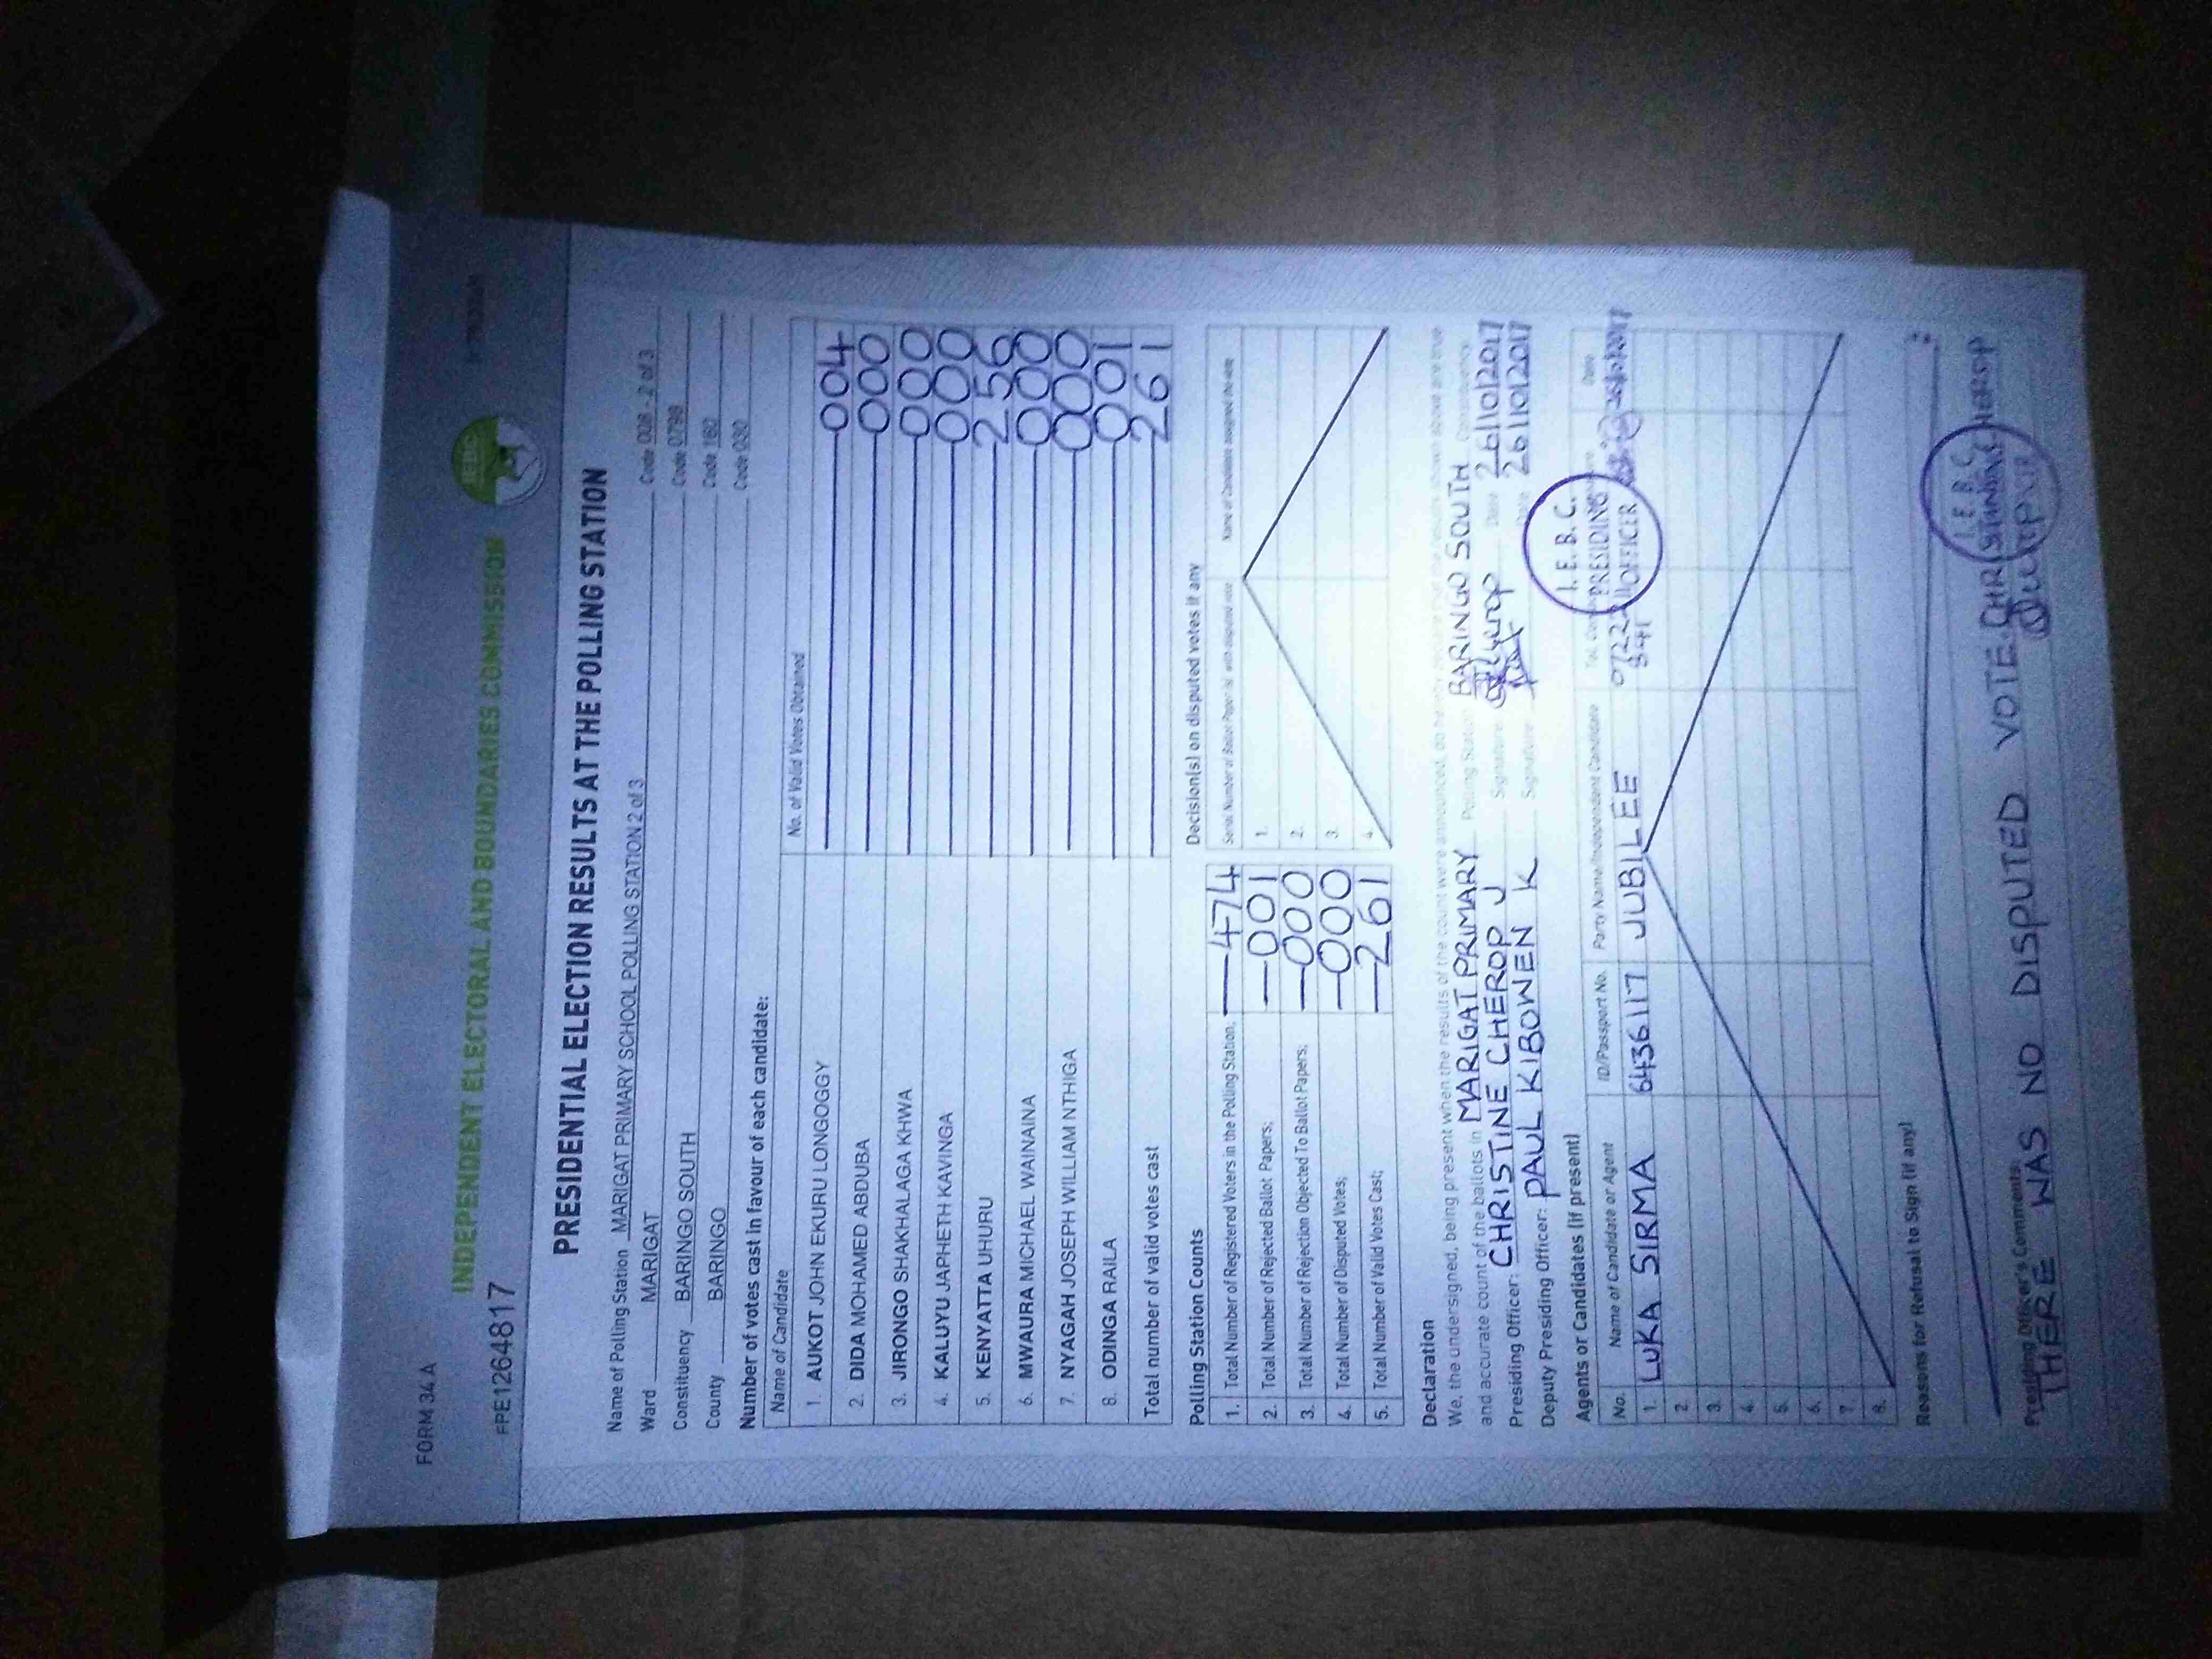 FORM 34 A
INDEPENDENT ELECTORAL AND BOUNDARIES COMMISSION
IEBC
FPE1264817
PRESIDENTIAL ELECTION RESULTS AT THE POLLING STATION
Name of Polling Station MARIGAT PRIMARY SCHOOL POLLING STATION 2 of 3 Code 008 - 2 of 3
Ward MARIGAT Code 0798
Constituency BARINGO SOUTH Code 160
County BARINGO Code 030
Number of votes cast in favour of each candidate:
Name of Candidate No. of Valid Votes Obtained
1. AUKOT JOHN EKURU LONGOGGY 004
2. DIDA MOHAMED ABDUBA 000
3. JIRONGO SHAKHALAGA KHWA 000
4. KALUYU JAPHETH KAVINGA 000
5. KENYATTA UHURU 256
6. MWAURA MICHAEL WAINAINA 000
7. NYAGAH JOSEPH WILLIAM NTHIGA 000
8. ODINGA RAILA 001
Total number of valid votes cast 261
Polling Station Counts Decision(s) on disputed votes if any
Serial Number of Ballot Paper(s) with disputed vote Name of Candidate assigned the vote
1. Total Number of Registered Voters in the Polling Station; 474 1.
2. Total Number of Rejected Ballot Papers; 001 2.
3. Total Number of Rejection Objected To Ballot Papers; 000 3.
4. Total Number of Disputed Votes; 000 4.
5. Total Number of Valid Votes Cast; 261
Declaration
We, the undersigned, being present when the results of the count were announced, do hereby declare that the results shown above are true
and accurate count of the ballots in MARIGAT PRIMARY Polling Station BARINGO SOUTH Constituency
Presiding Officer: CHRISTINE CHEROP J Signature Date 26/10/2017
Deputy Presiding Officer: PAUL KIBOWEN K Signature Date 26/10/2017
Agents or Candidates (if present)
No. Name of Candidate or Agent ID/Passport No. Party Name/Independent Candidate Date
1. LUKA SIRMA 6436117 JUBILEE
2.
3.
4.
5.
6.
7.
8.
I. E. B. C.
PRESIDING
OFFICER
Reasons for Refusal to Sign (if any)
Presiding Officer's Comments:
THERE WAS NO DISPUTED VOTE. CHRISTINE CHEROP
I. E. B. C.